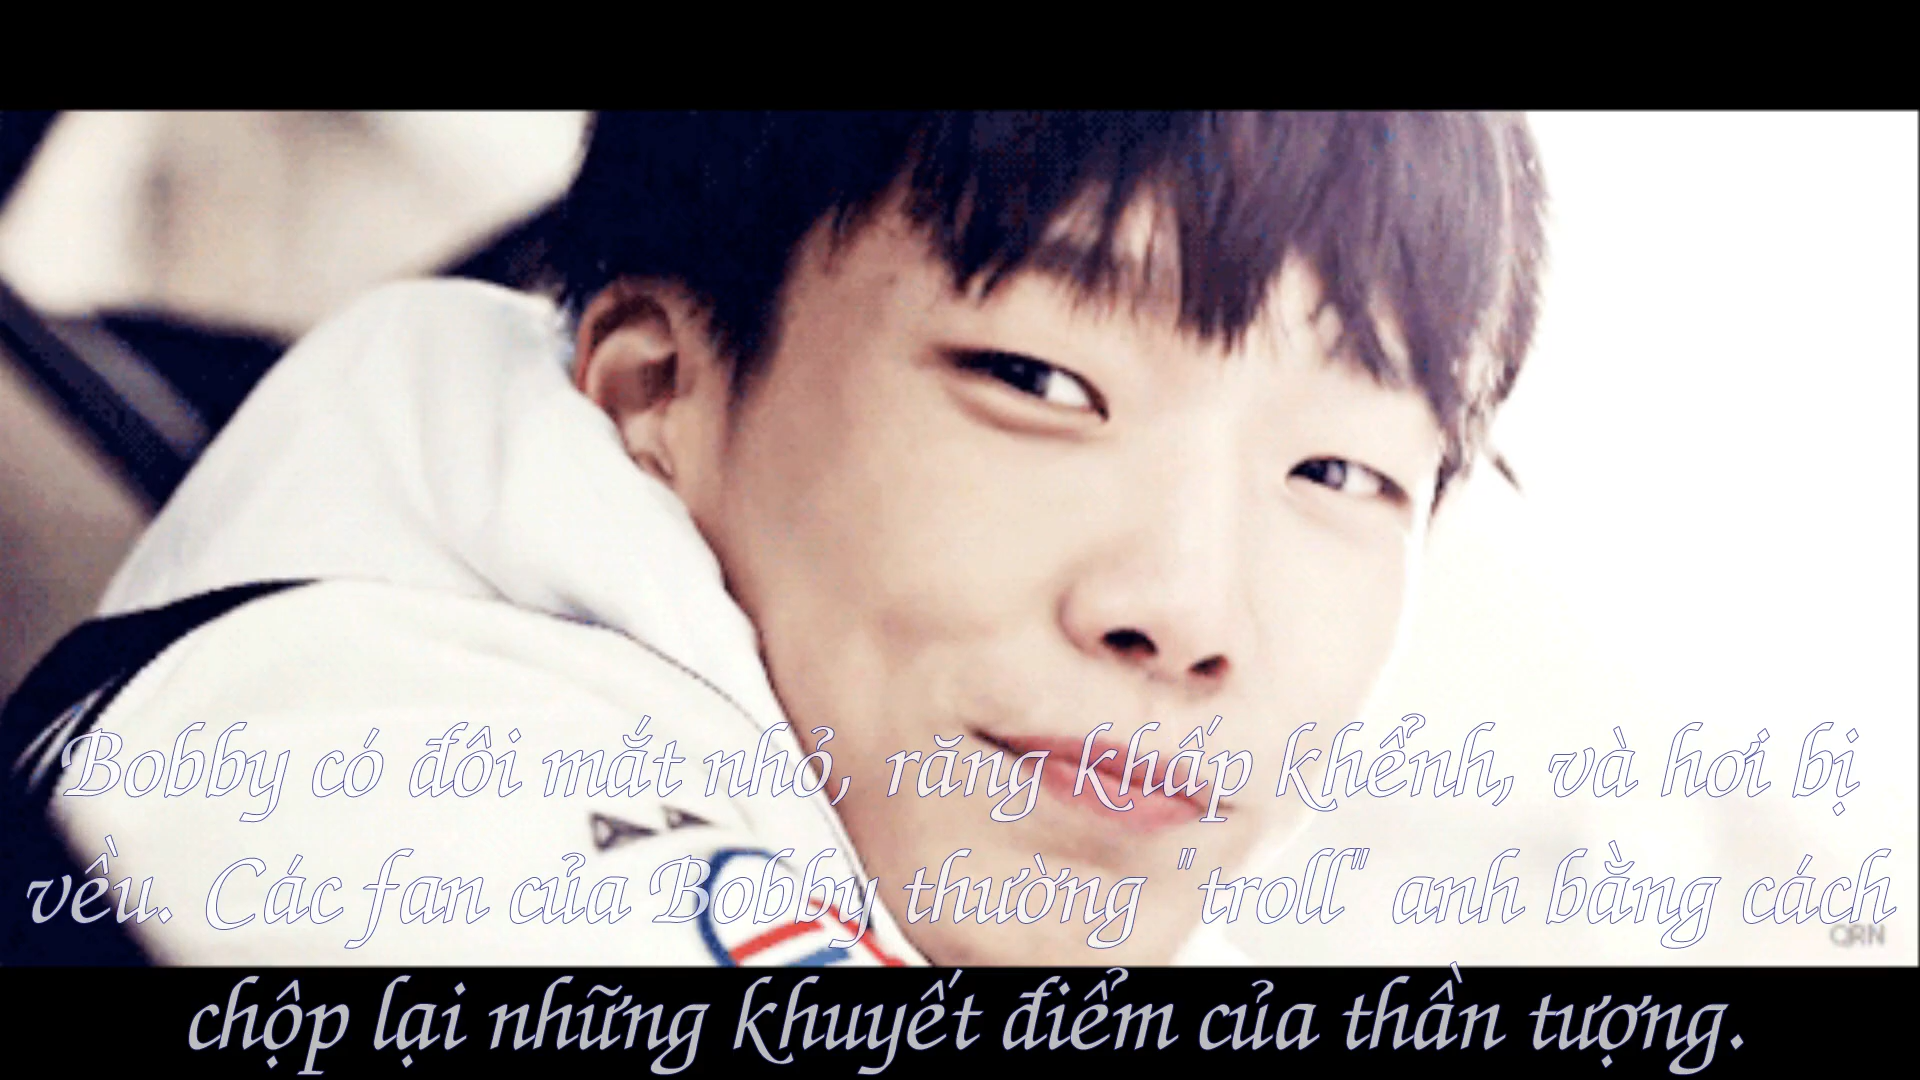 Bobby có đôi mắt nhỏ, răng khấp khểnh, và hơi bị
vều. Các fan của Bobby thường "troll" anh bằng cách
QRN
chộp lại những khuyết điểm của thần tượng.